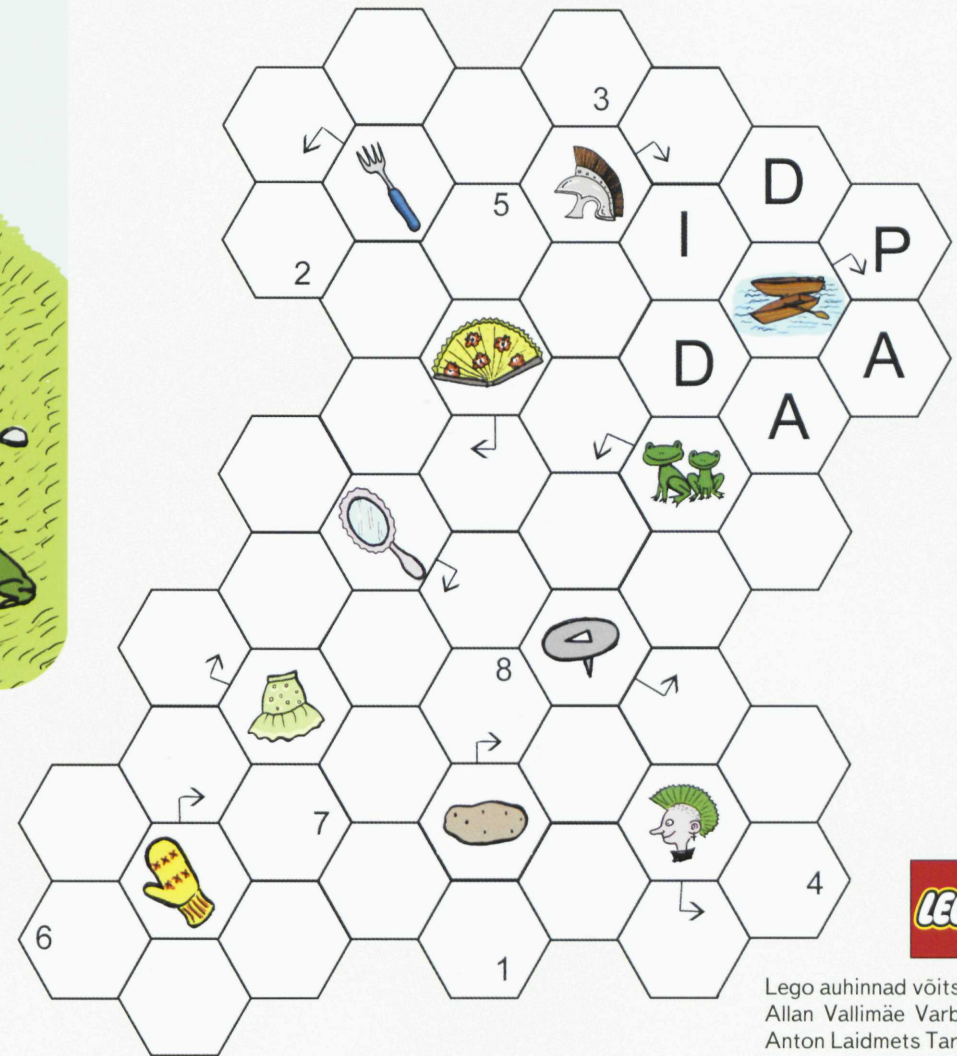 3
D
5
I
P
2
D
A
A
8
7
4
6
1
Lego auhinnad võits
Allan Vallimäe Varb
Anton Laidmets Tar